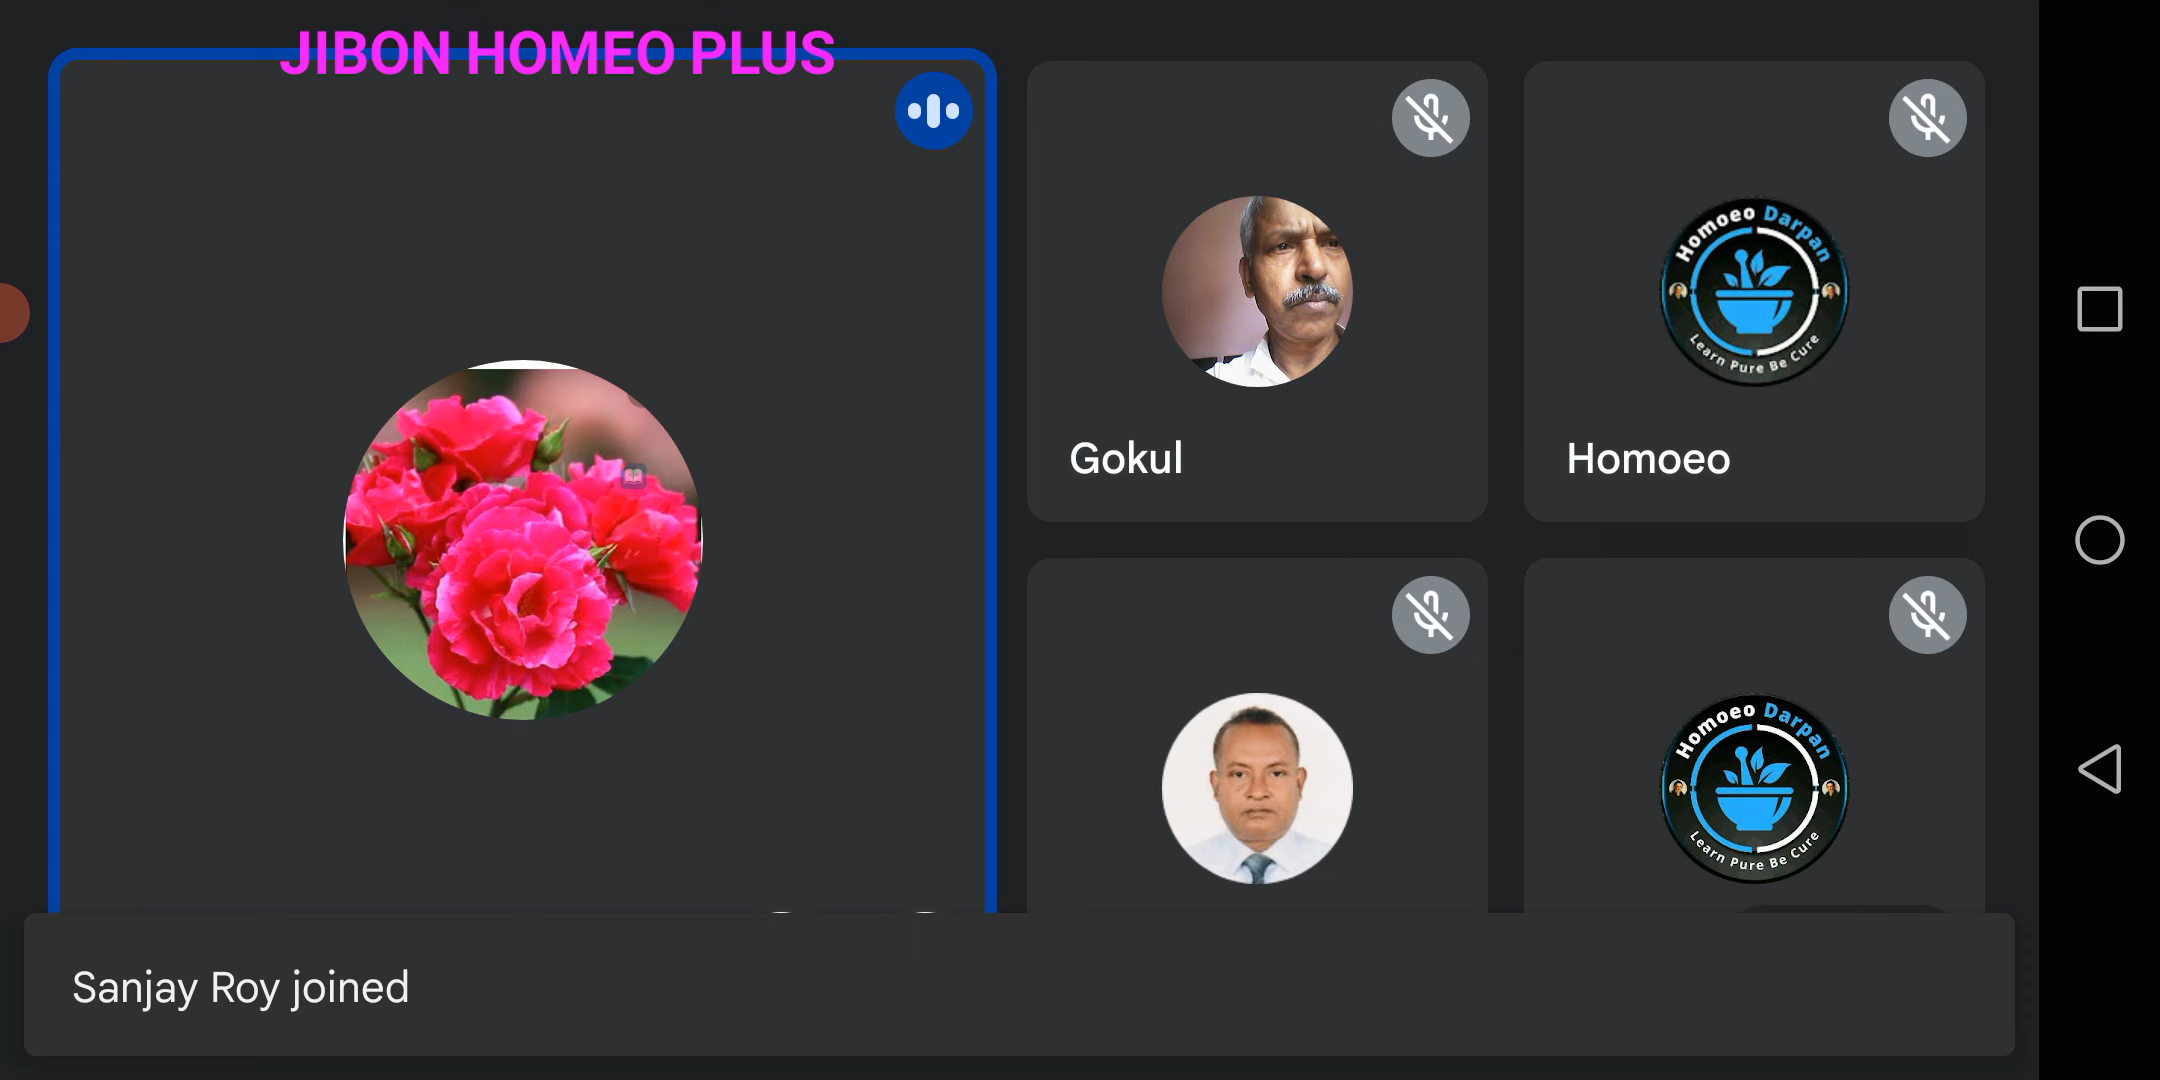 JIBON HOMEO PLUS
Homoeo Darpan
Learn Pure Be Cure
Gokul
Homoeo
Homoeo Darpan
Learn Pure Be Cure
Sanjay Roy joined